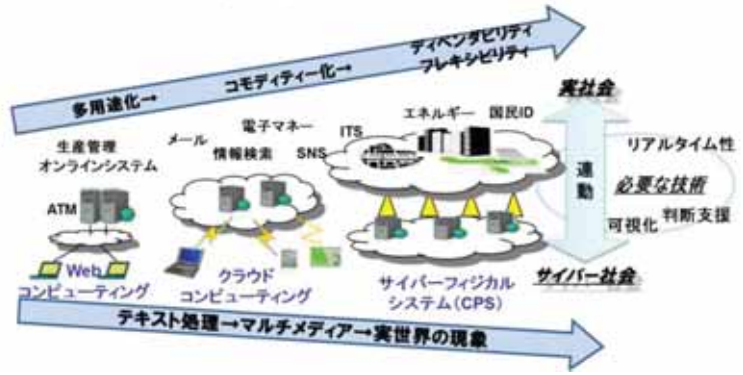 多用途化→
コモディティー化→
ディペンダビリティ
フレキシビリティ
生産管理
オンラインシステム
ATM
メール
電子マネー
情報検索
SNS
ITS
エネルギー
国民ID
Web
コンピューティング
クラウド
コンピューティング
サイバーフィジカル
システム(CPS)
実社会
連動
サイバー社会
リアルタイム性
必要な技術
可視化
判断支援
テキスト処理→マルチメディア→実世界の現象